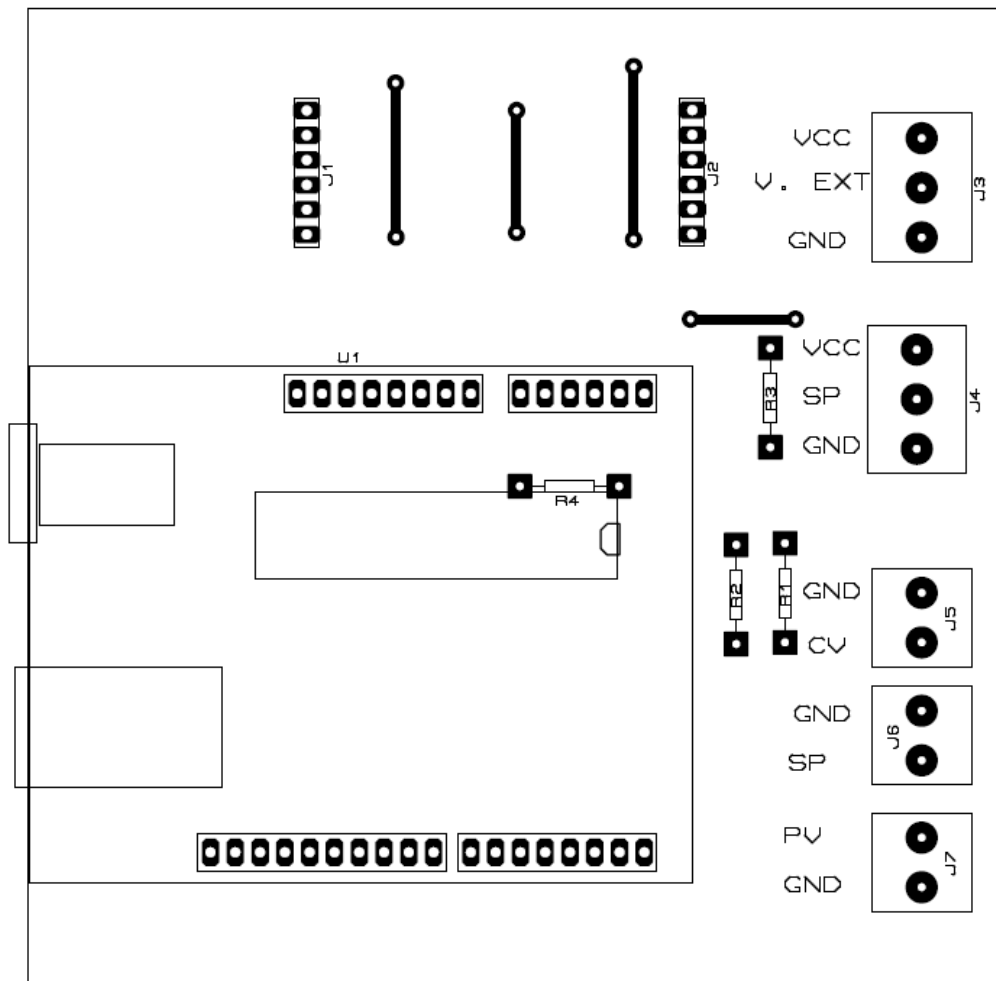 J1
J2
VCC
V. EXT
GND
J3
U1
VCC
SP
GND
J4
R3
R4
R2
R1
GND
CV
J5
GND
SP
J6
PV
GND
J7